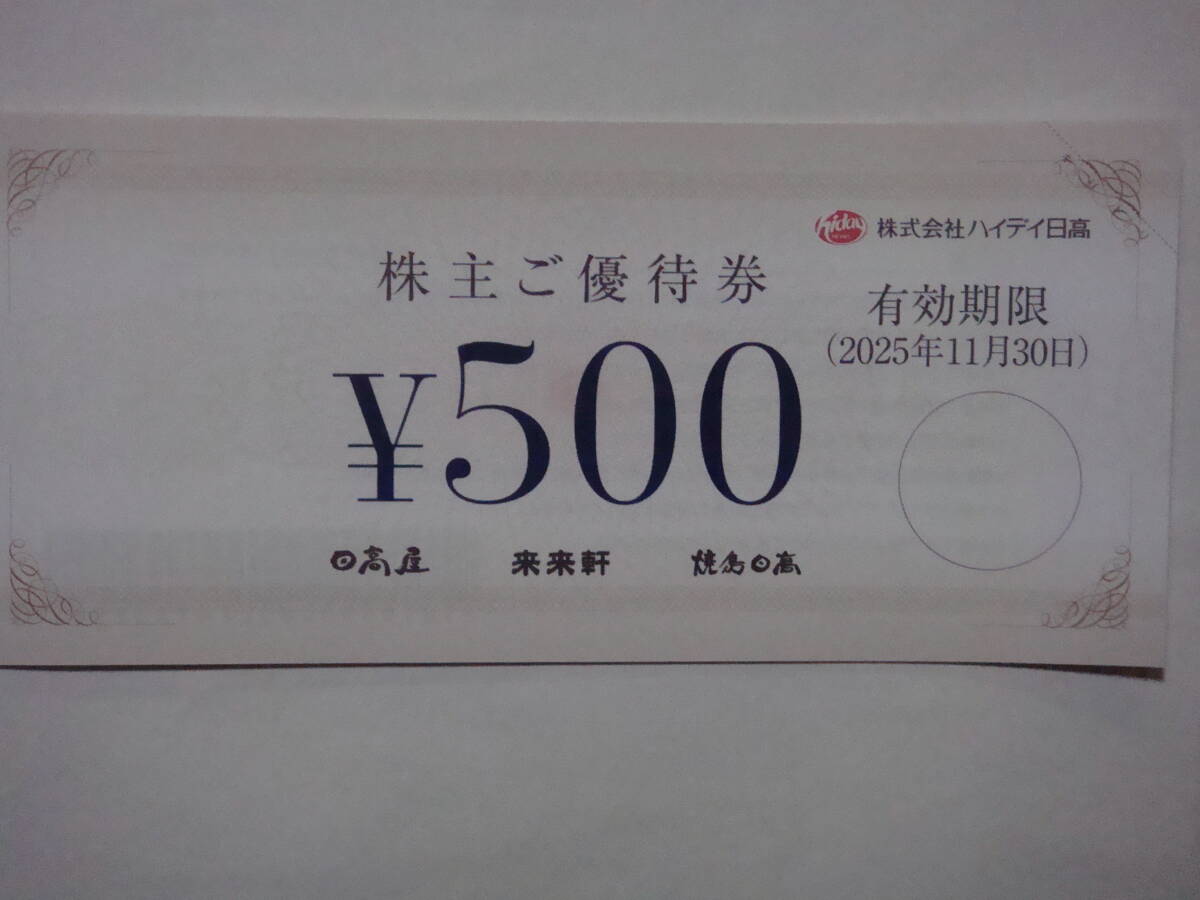 hiday 株式会社ハイデイ日高
株主ご優待券
有効期限
(2025年11月30日)
¥500
日高屋 来来軒 焼鳥日高